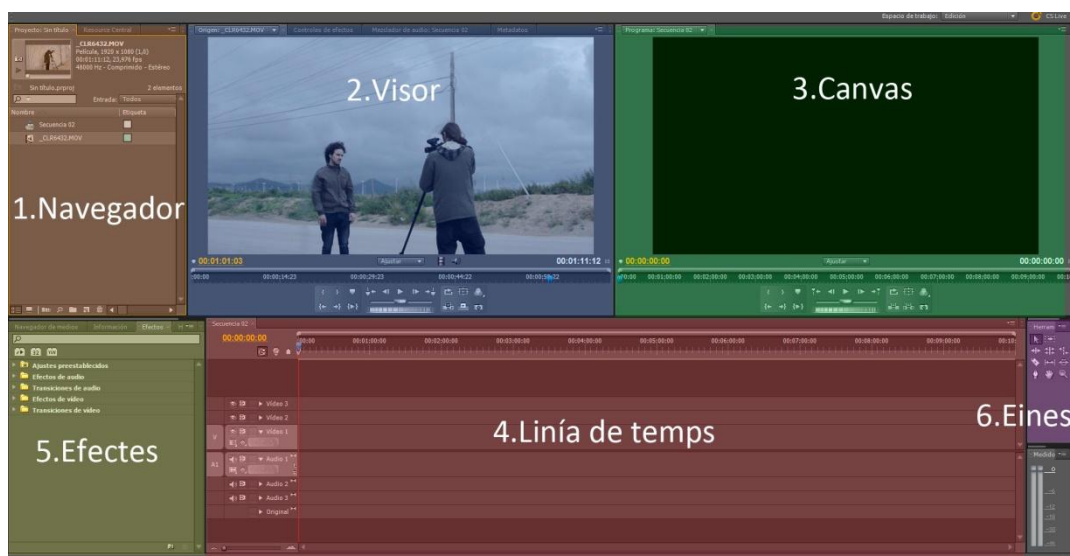 Espacio de trabajo: Edición
CS Live
Proyecto: Sin título
Resource Central
_CLR6432.MOV
Película, 1920 x 1080 (1,0)
00:01:11:12, 23,976 fps
48000 Hz - Comprimido - Estéreo
Sin título.prproj
2 elementos
Entrada: Todos
Nombre
Etiqueta
Secuencia 02
_CLR6432.MOV
1.Navegador
Origen: _CLR6432.MOV
Controles de efectos
Mezclador de audio: Secuencia 02
Metadatos
2.Visor
00:01:01:03
Ajustar
00:01:11:12
00:00
00:00:14:23
00:00:29:23
00:00:44:22
00:00:59:22
Programa: Secuencia 02
3.Canvas
00:00:00:00
Ajustar
00:00:00:00
00:00
00:01:00:00
00:02:00:00
00:03:00:00
00:04:00:00
00:05:00:00
00:06:00:00
00:07:00:00
00:08:00:00
00:09:00:00
Navegador de medios
Información
Efectos
Ajustes preestablecidos
Efectos de audio
Transiciones de audio
Efectos de vídeo
Transiciones de vídeo
5.Efectes
Secuencia 02
00:00:00:00
00:00
00:01:00:00
00:02:00:00
00:03:00:00
00:04:00:00
00:05:00:00
00:06:00:00
00:07:00:00
00:08:00:00
00:09:00:00
00:10:
Vídeo 3
Vídeo 2
V
Vídeo 1
A1
Audio 1
Audio 2
Audio 3
Original
4.Linía de temps
Herram
6.Eines
Medido
0